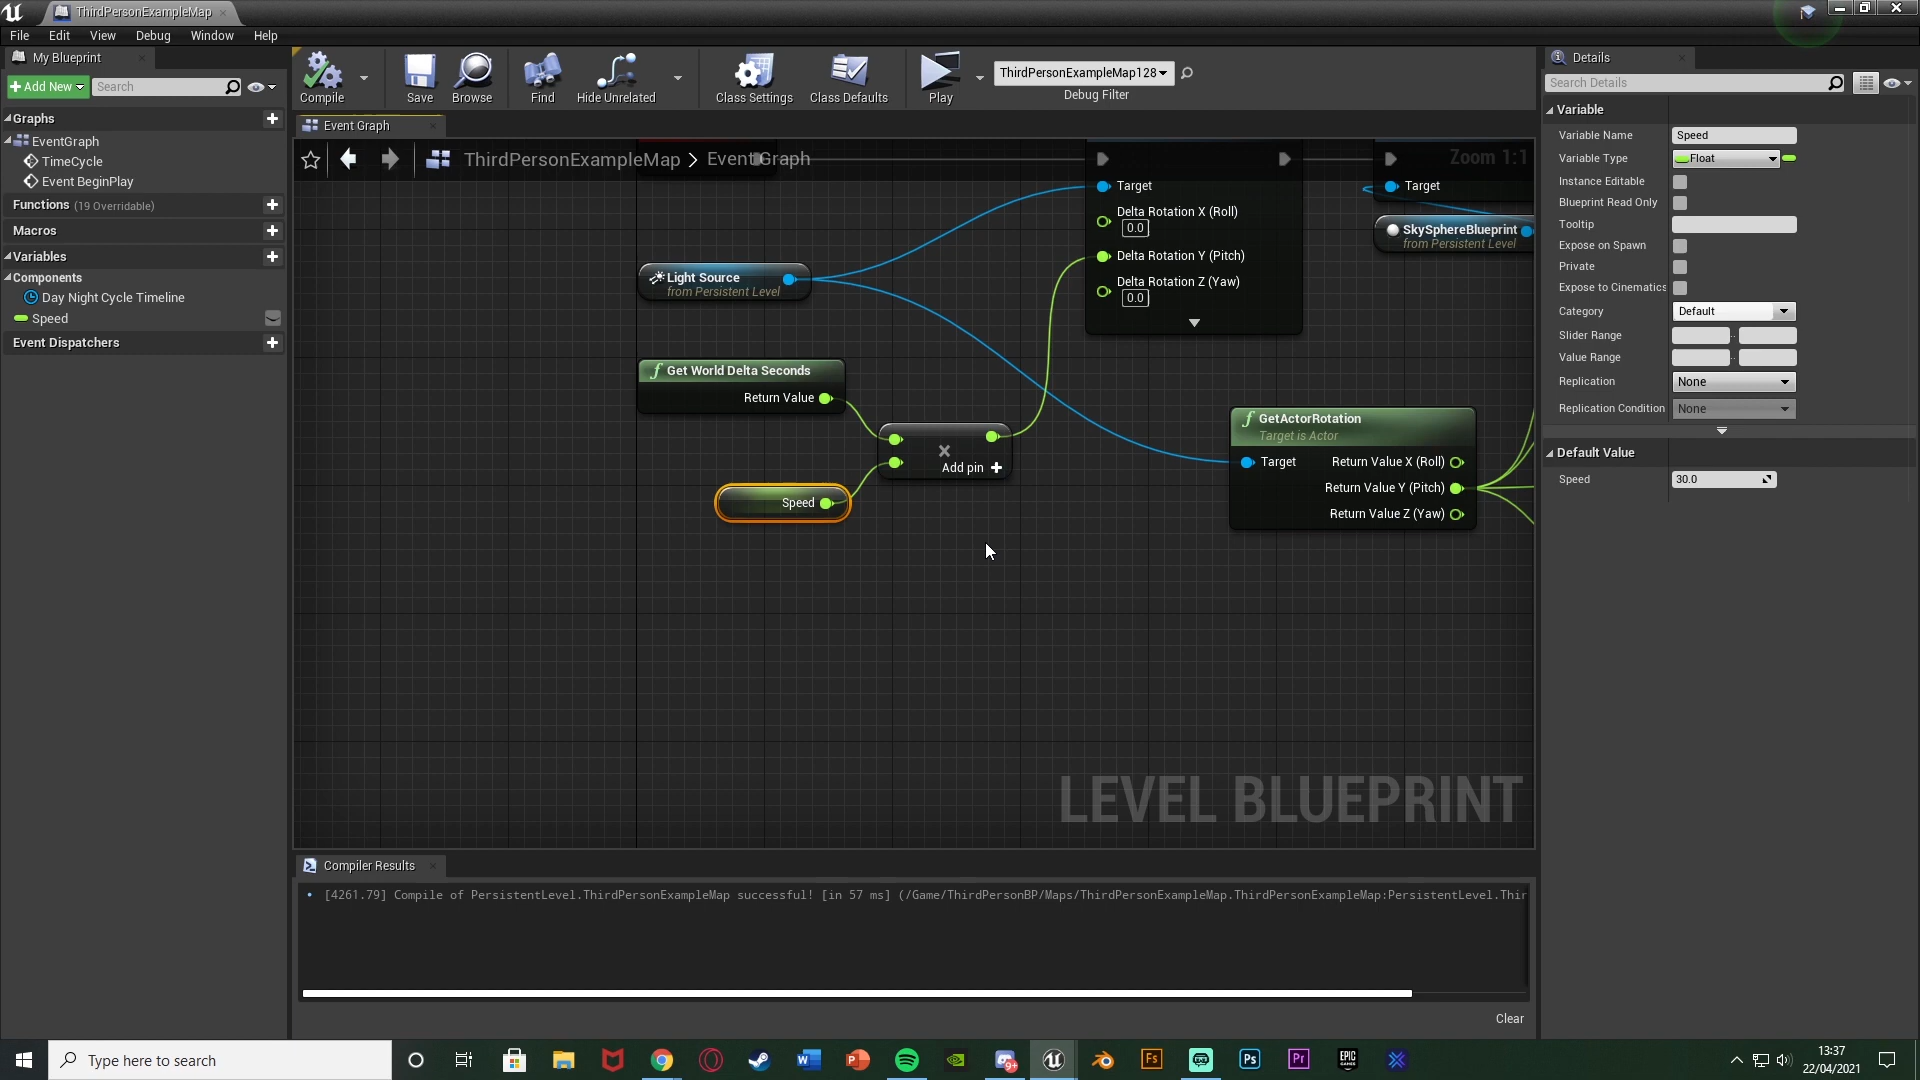 ThirdPersonExampleMap
File Edit View Debug Window Help
My Blueprint
+ Add New
Search
Graphs
EventGraph
TimeCycle
Event BeginPlay
Functions (19 Overridable)
Macros
Variables
Components
Day Night Cycle Timeline
Speed
Event Dispatchers
Compile
Save
Browse
Find
Hide Unrelated
Class Settings
Class Defaults
Play
ThirdPersonExampleMap128
Debug Filter
Event Graph
ThirdPersonExampleMap > Event Graph
Zoom 1:1
Target
Delta Rotation X (Roll)
0.0
Delta Rotation Y (Pitch)
Delta Rotation Z (Yaw)
0.0
Target
SkySphereBlueprint
from Persistent Level
Light Source
from Persistent Level
f Get World Delta Seconds
Return Value
Add pin +
Speed
f GetActorRotation
Target is Actor
Target
Return Value X (Roll)
Return Value Y (Pitch)
Return Value Z (Yaw)
LEVEL BLUEPRINT
Compiler Results
[4261.79] Compile of PersistentLevel.ThirdPersonExampleMap successful! [in 57 ms] (/Game/ThirdPersonBP/Maps/ThirdPersonExampleMap.ThirdPersonExampleMap:PersistentLevel.Thir
Clear
Details
Search Details
Variable
Variable Name Speed
Variable Type Float
Instance Editable
Blueprint Read Only
Tooltip
Expose on Spawn
Private
Expose to Cinematics
Category Default
Slider Range
Value Range
Replication None
Replication Condition None
Default Value
Speed 30.0
Type here to search
W
P
9+
Fs
Ps
Pr
EPIC
GAMES
13:37
22/04/2021